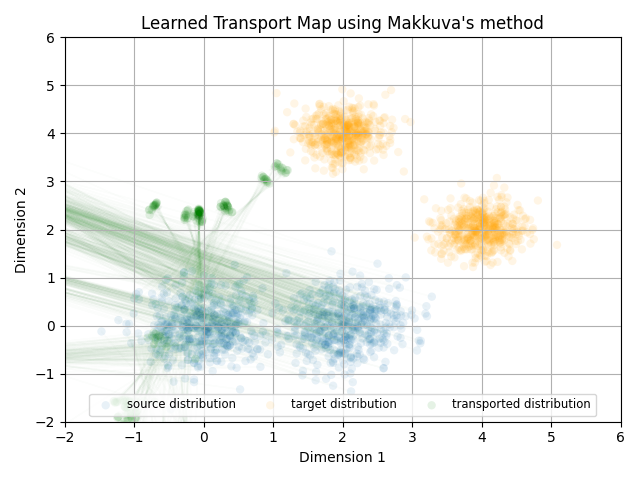 Learned Transport Map using Makkuva's method
6
5
4
3
2
1
0
−1
−2
Dimension 2
source distribution target distribution transported distribution
−2 −1 0 1 2 3 4 5 6
Dimension 1